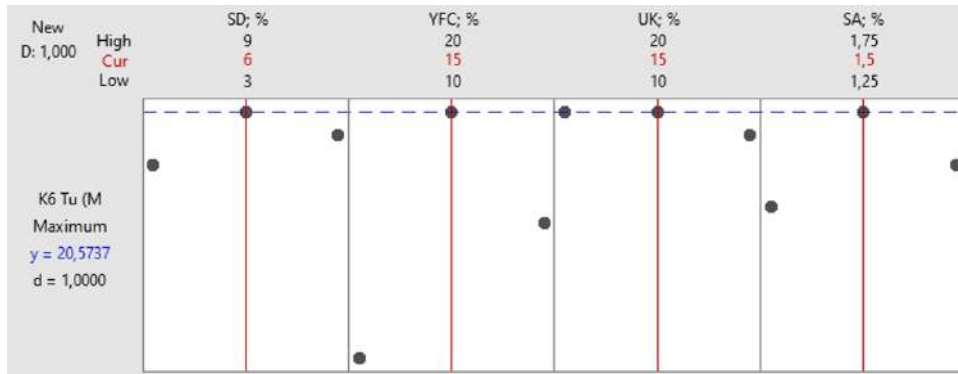 New
D: 1,000
High
Cur
Low
SD; %
9
6
3
YFC; %
20
15
10
UK; %
20
15
10
SA; %
1,75
1,5
1,25
K6 Tu (M
Maximum
y = 20,5737
d = 1,0000